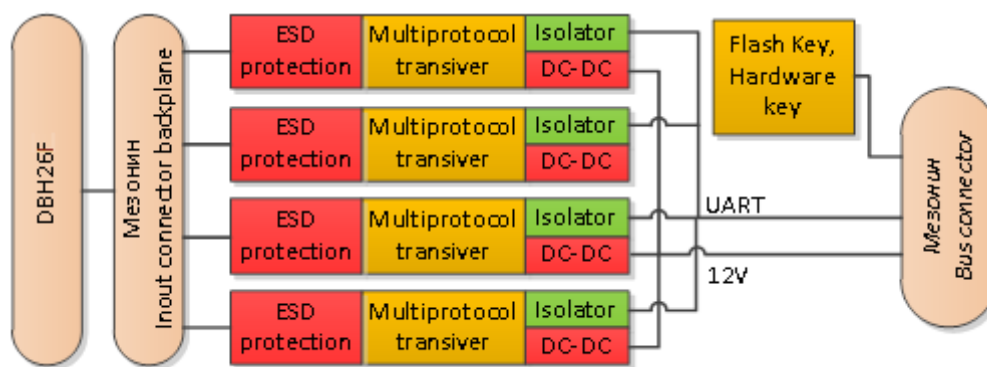 DBH26F
Мезонин
Inout connector backplane
ESD
protection
Multiprotocol
transiver
Isolator
DC-DC
ESD
protection
Multiprotocol
transiver
Isolator
DC-DC
ESD
protection
Multiprotocol
transiver
Isolator
DC-DC
ESD
protection
Multiprotocol
transiver
Isolator
DC-DC
Flash Key,
Hardware
key
UART
12V
Мезонин
Bus connector